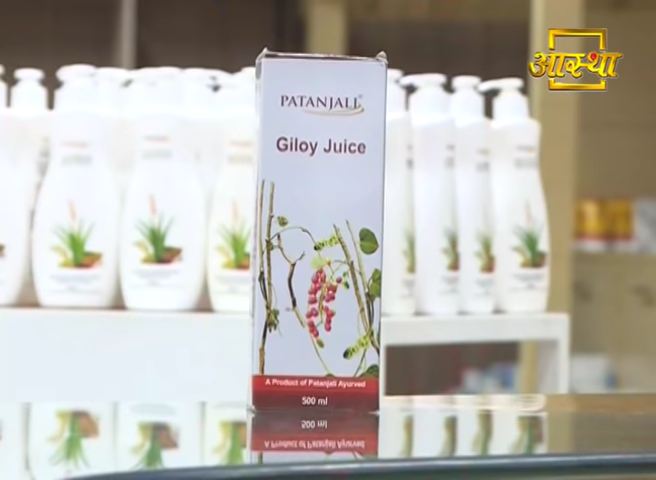 आस्था
PATANJALI®
Giloy Juice
A Product of Patanjali Ayurved
500 ml